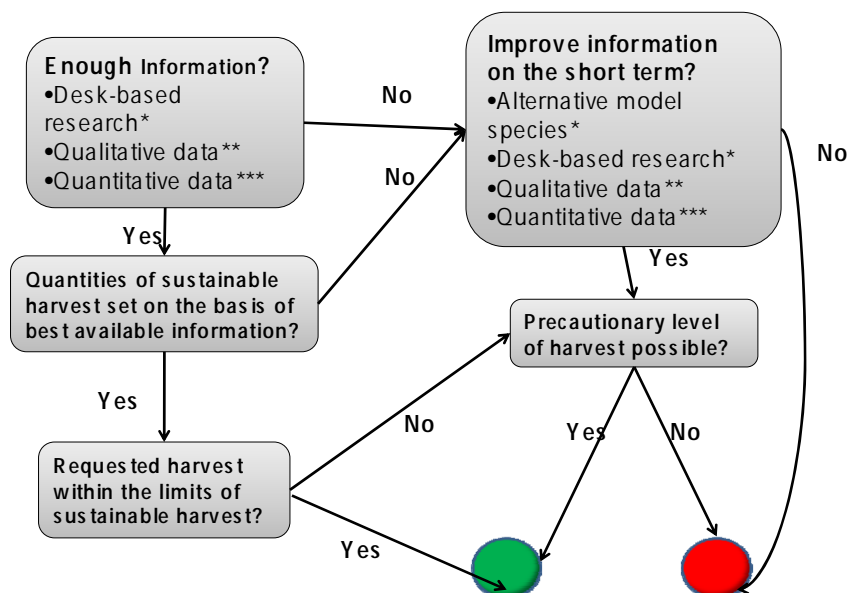 Enough Information?
•Desk-based
research*
•Qualitative data**
•Quantitative data***
No
No
Improve information
on the short term?
•Alternative model
species*
•Desk-based research*
•Qualitative data**
•Quantitative data***
No
Yes
Yes
Quantities of sustainable
harvest set on the basis of
best available information?
Precautionary level
of harvest possible?
Yes
No
Yes
No
Requested harvest
within the limits of
sustainable harvest?
Yes